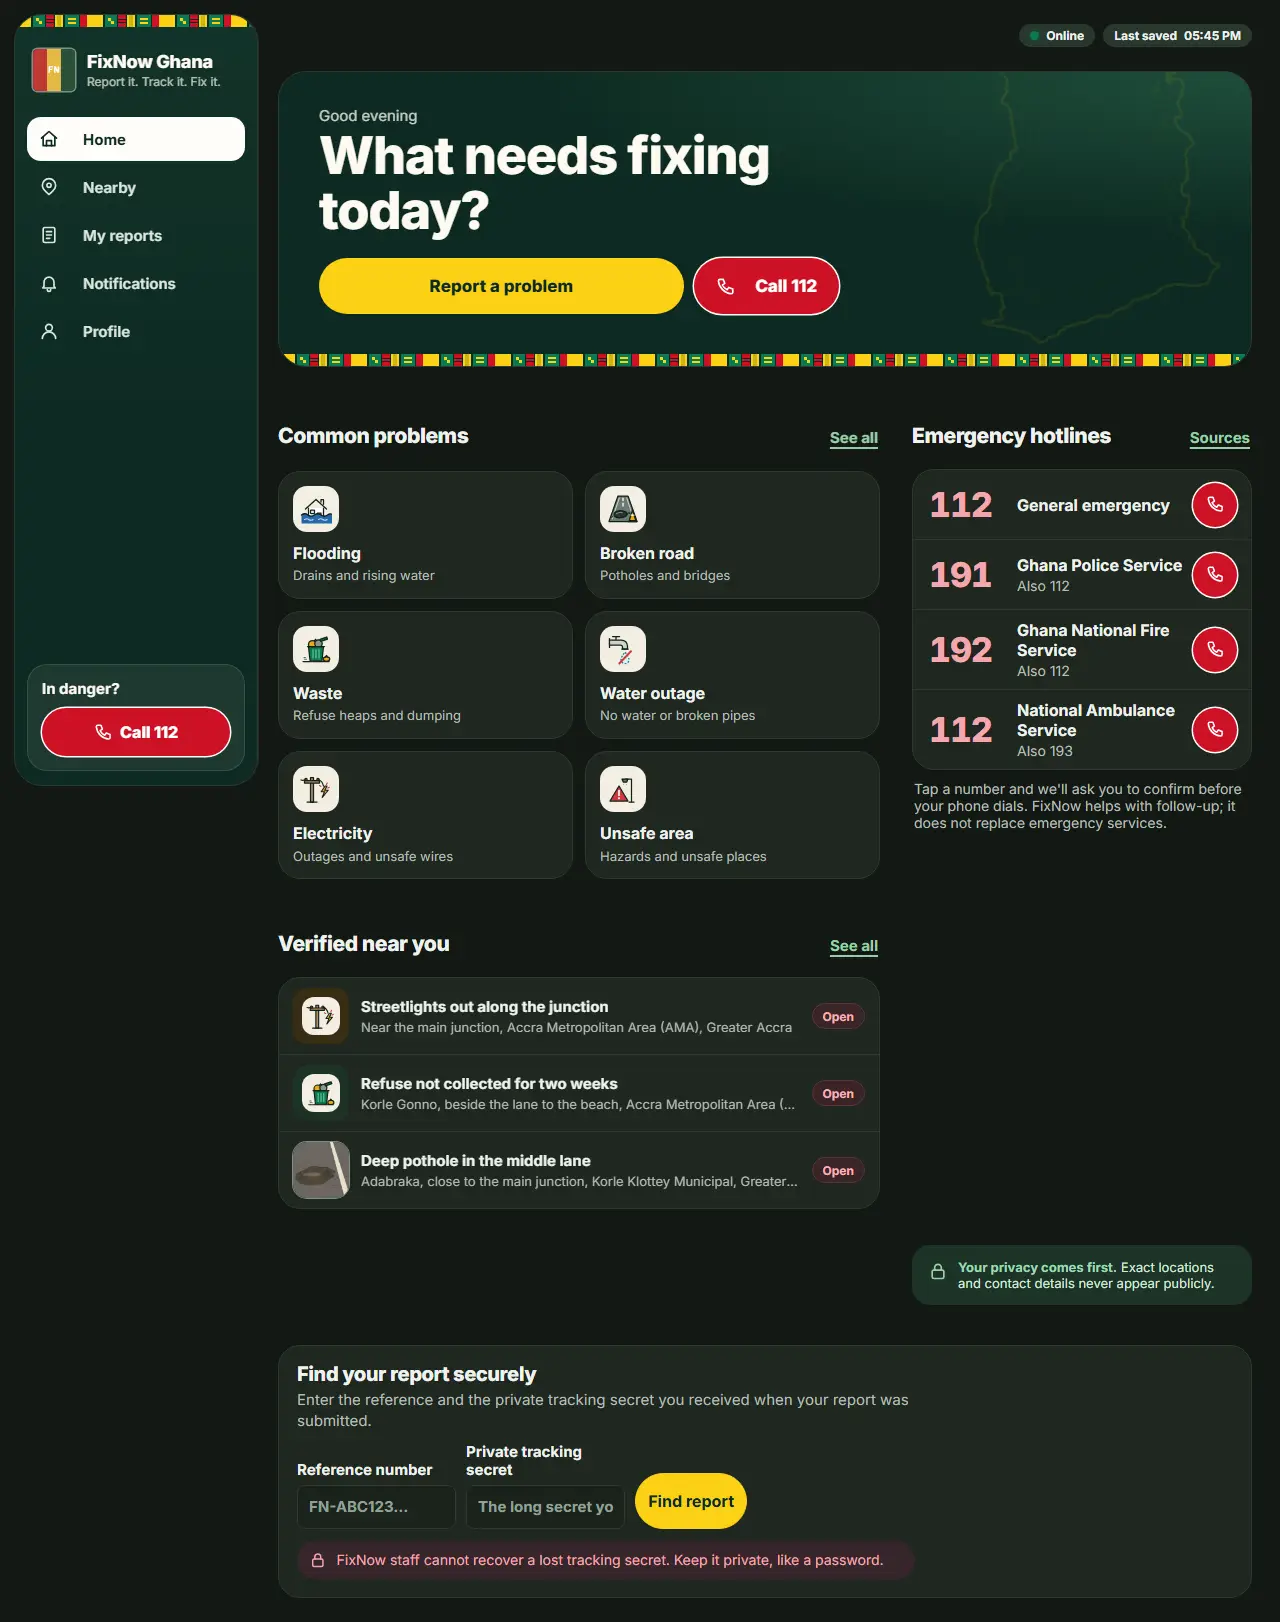 FN
FixNow Ghana
Report it. Track it. Fix it.
Home
Nearby
My reports
Notifications
Profile
In danger?
Call 112
Online
Last saved 05:45 PM
Good evening
What needs fixing
today?
Report a problem
Call 112
Common problems
See all
Flooding
Drains and rising water
Broken road
Potholes and bridges
Waste
Refuse heaps and dumping
Water outage
No water or broken pipes
Electricity
Outages and unsafe wires
Unsafe area
Hazards and unsafe places
Emergency hotlines
Sources
112
General emergency
191
Ghana Police Service
Also 112
192
Ghana National Fire
Service
Also 112
112
National Ambulance
Service
Also 193
Tap a number and we'll ask you to confirm before
your phone dials. FixNow helps with follow-up; it
does not replace emergency services.
Verified near you
See all
Streetlights out along the junction
Near the main junction, Accra Metropolitan Area (AMA), Greater Accra
Open
Refuse not collected for two weeks
Korle Gonno, beside the lane to the beach, Accra Metropolitan Area (...
Open
Deep pothole in the middle lane
Adabraka, close to the main junction, Korle Klottey Municipal, Greater...
Open
Your privacy comes first. Exact locations
and contact details never appear publicly.
Find your report securely
Enter the reference and the private tracking secret you received when your report was
submitted.
Reference number
FN-ABC123...
Private tracking
secret
The long secret yo
Find report
FixNow staff cannot recover a lost tracking secret. Keep it private, like a password.